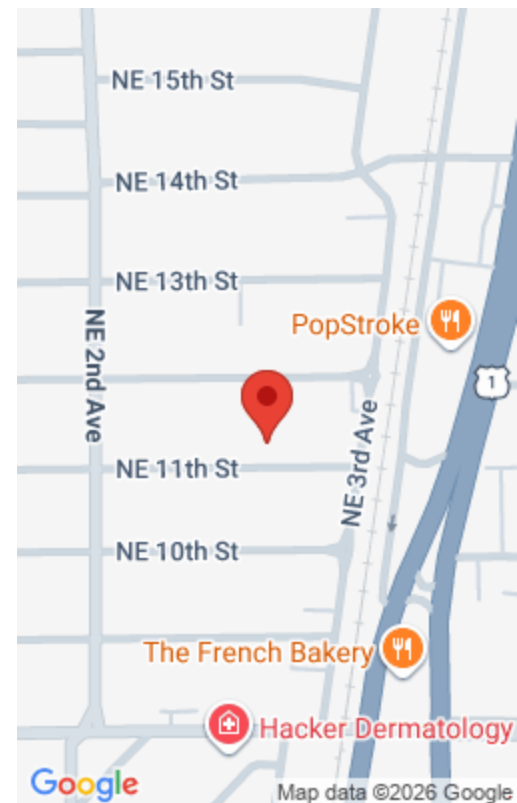 NE 15th St
NE 14th St
NE 13th St
PopStroke
1
NE 2nd Ave
NE 3rd Ave
NE 11th St
NE 10th St
The French Bakery
Hacker Dermatology
Google
Map data ©2026 Google